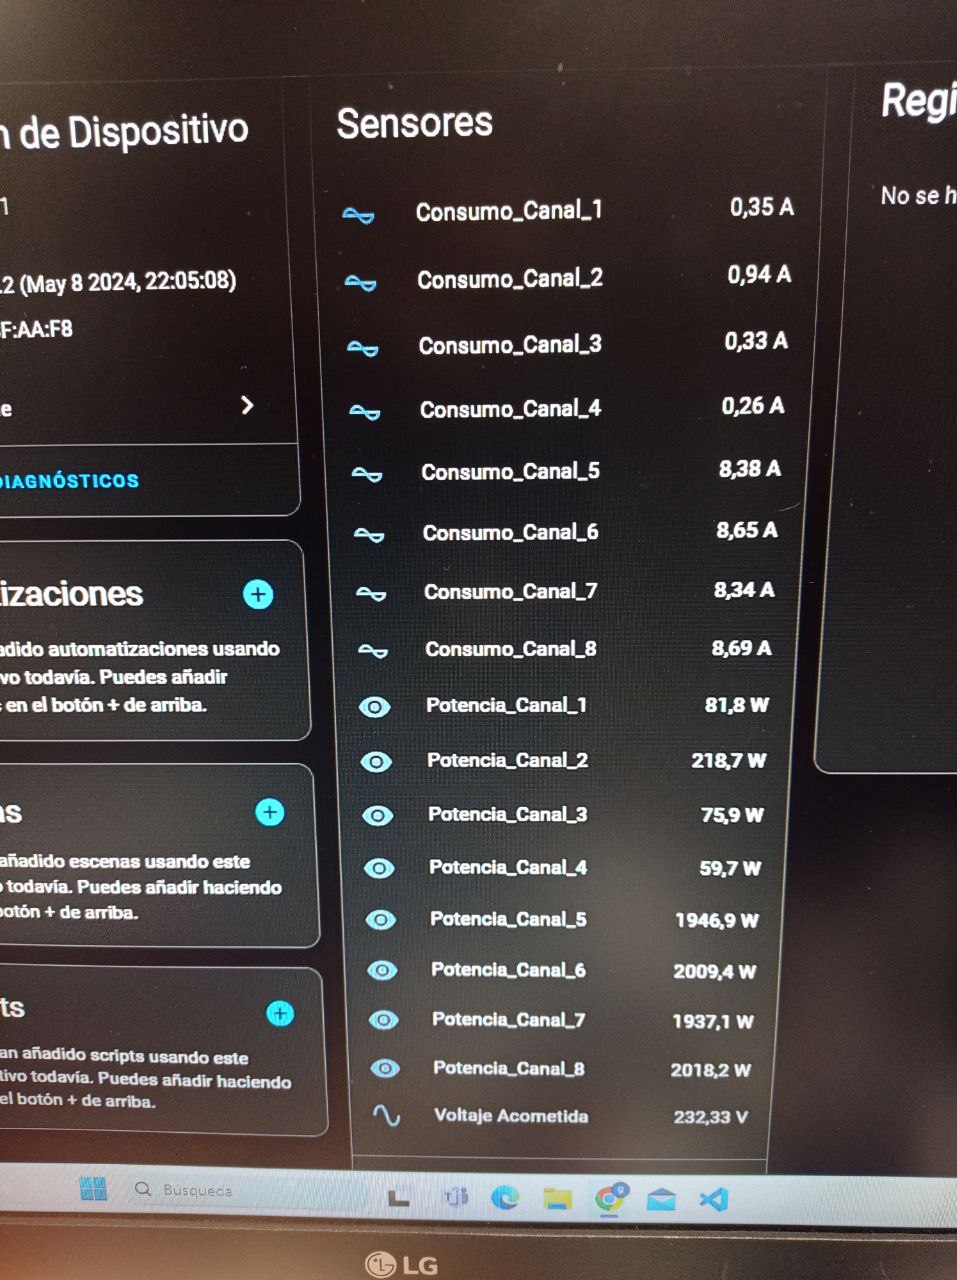 n de Dispositivo
1
.2 (May 8 2024, 22:05:08)
F:AA:F8
e
DIAGNÓSTICOS
izaciones
adido automatizaciones usando
vo todavía. Puedes añadir
en el botón + de arriba.
as
añadido escenas usando este
o todavía. Puedes añadir haciendo
botón + de arriba.
ts
an añadido scripts usando este
tivo todavía. Puedes añadir haciendo
el botón + de arriba.
Sensores
Consumo_Canal_1 0,35 A
Consumo_Canal_2 0,94 A
Consumo_Canal_3 0,33 A
Consumo_Canal_4 0,26 A
Consumo_Canal_5 8,38 A
Consumo_Canal_6 8,65 A
Consumo_Canal_7 8,34 A
Consumo_Canal_8 8,69 A
Potencia_Canal_1 81,8 W
Potencia_Canal_2 218,7 W
Potencia_Canal_3 75,9 W
Potencia_Canal_4 59,7 W
Potencia_Canal_5 1946,9 W
Potencia_Canal_6 2009,4 W
Potencia_Canal_7 1937,1 W
Potencia_Canal_8 2018,2 W
Voltaje Acometida 232,33 V
Regi
No se h
Búsqueda
9
LG